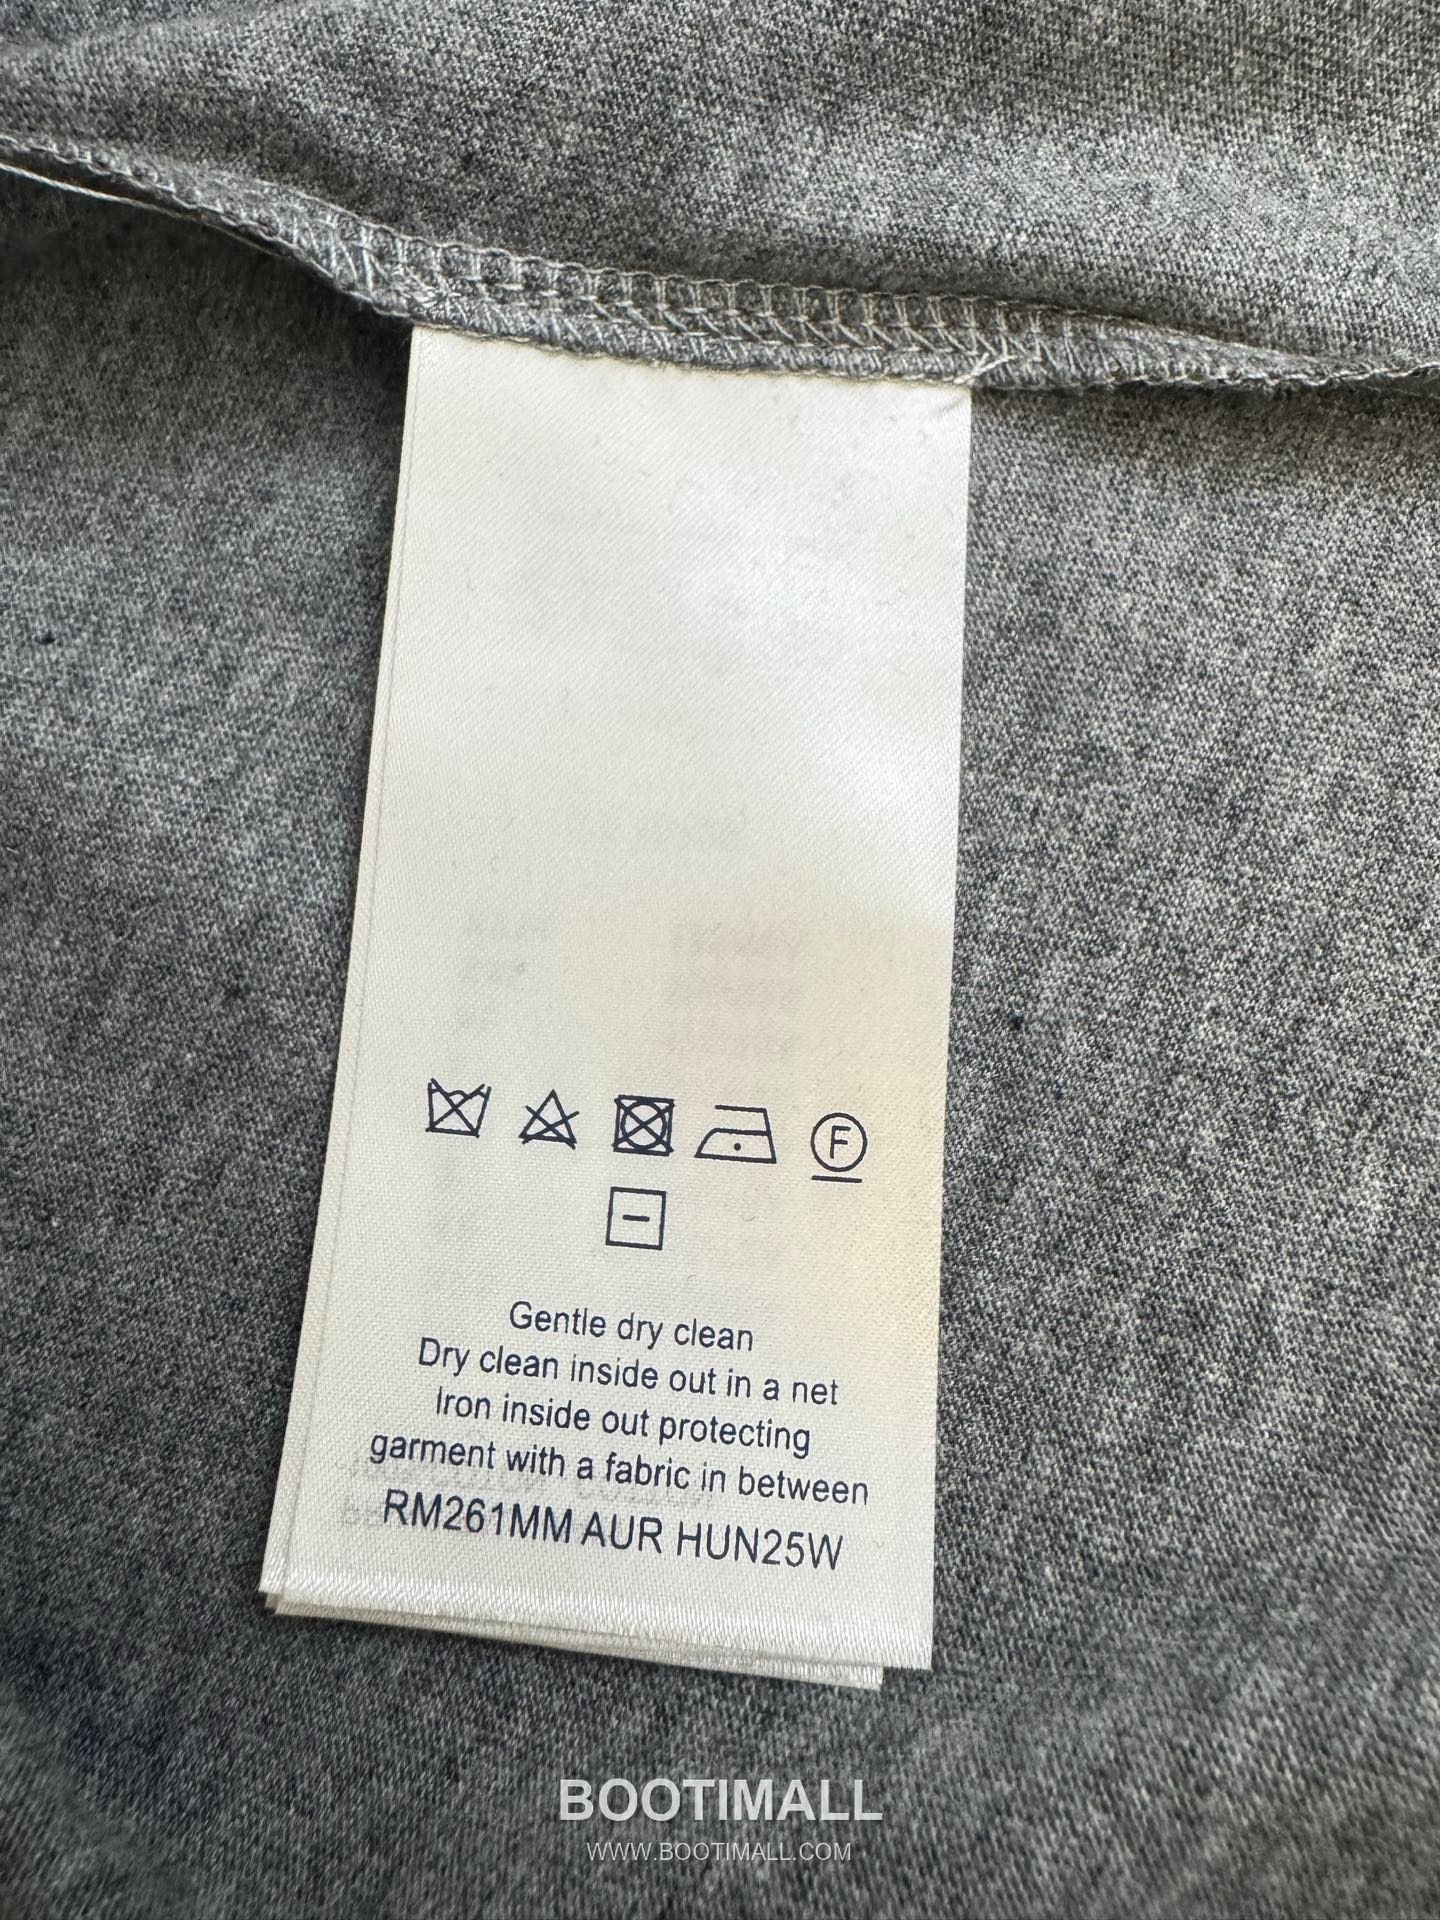 F
Gentle dry clean
Dry clean inside out in a net
Iron inside out protecting
garment with a fabric in between
RM261MM AUR HUN25W
BOOTIMALL
WWW.BOOTIMALL.COM